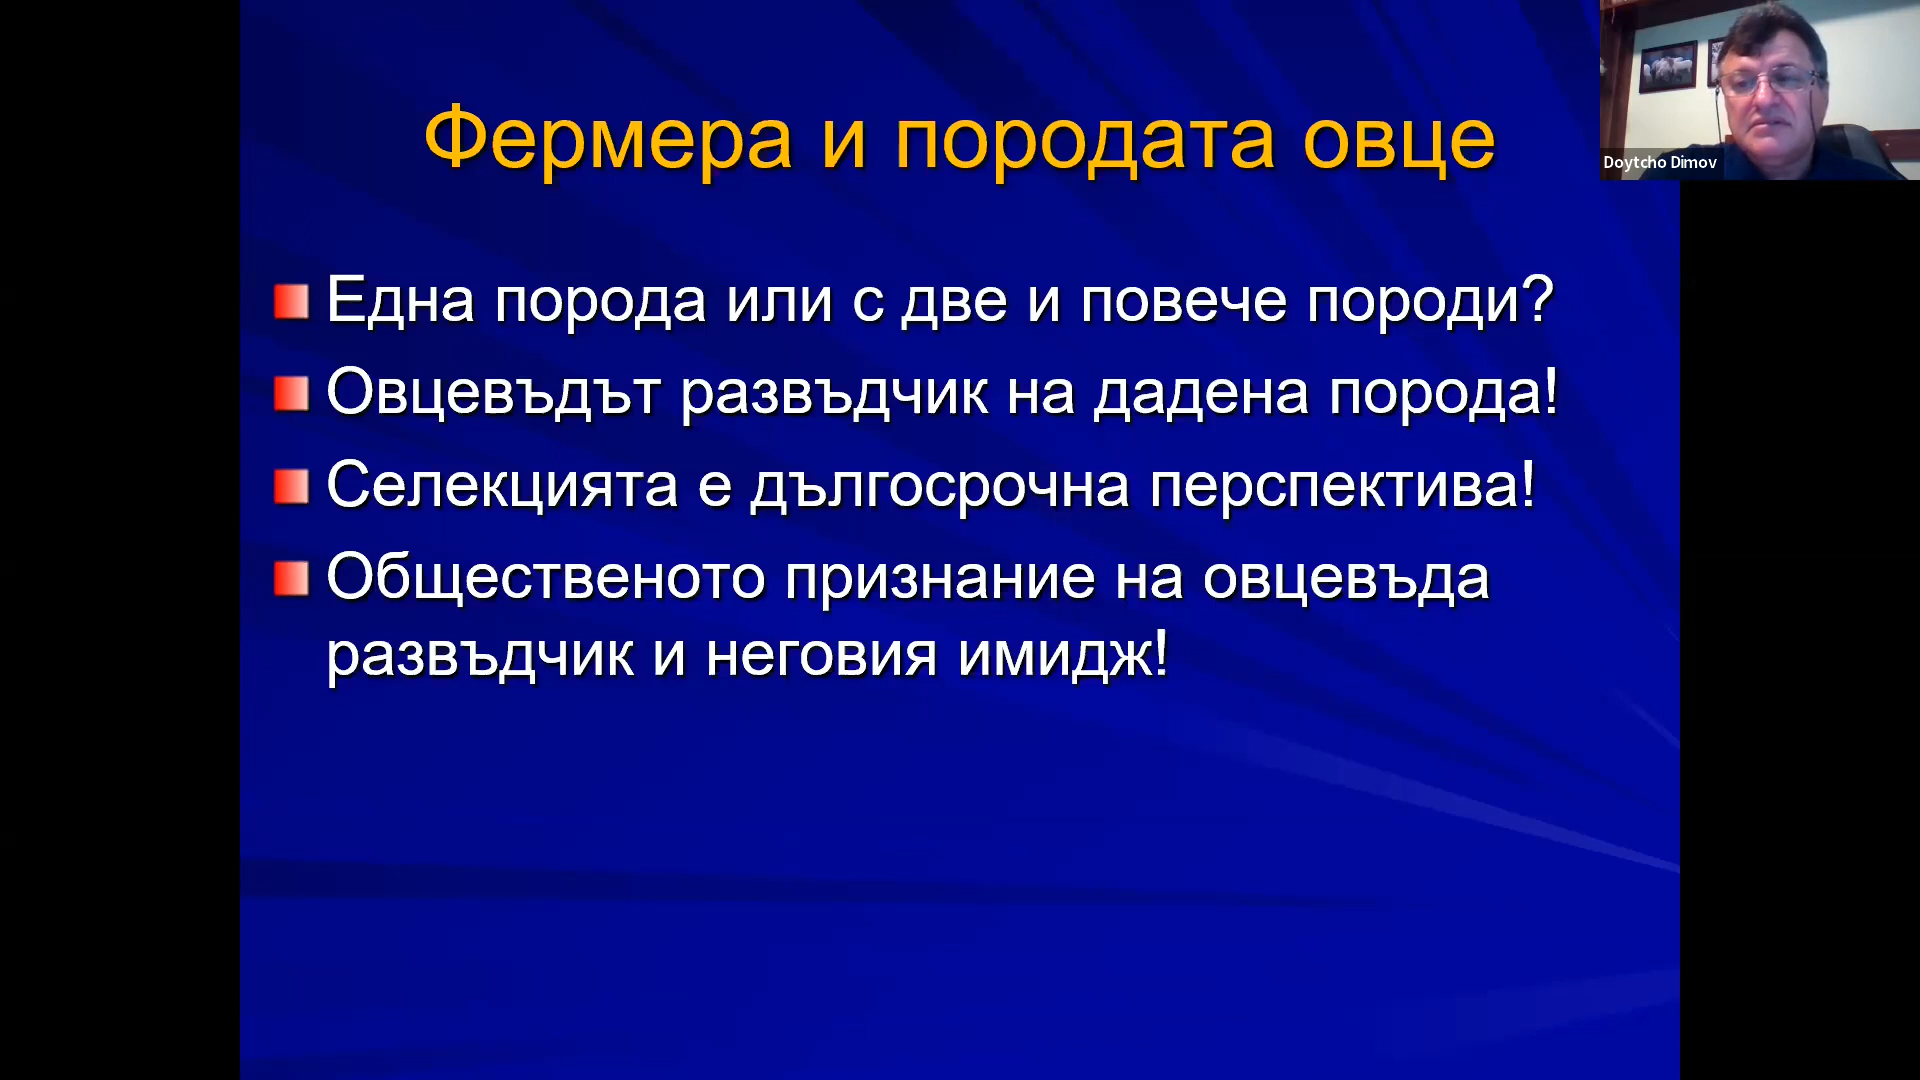 Фермера и породата овце
Една порода или с две и повече породи?
Овцевъдът развъдчик на дадена порода!
Селекцията е дългосрочна перспектива!
Общественото признание на овцевъда
развъдчик и неговия имидж!
Doytcho Dimov